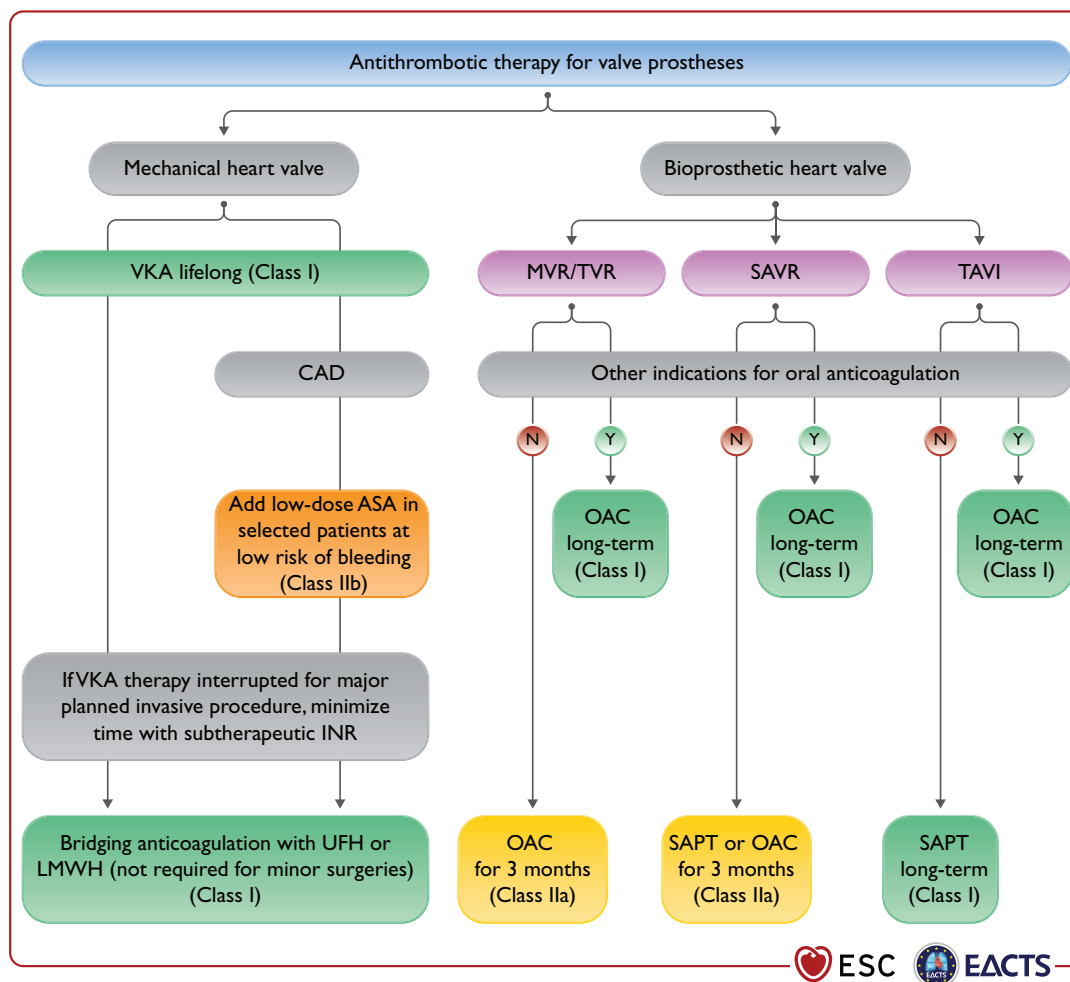 Antithrombotic therapy for valve prostheses
Mechanical heart valve
Bioprosthetic heart valve
VKA lifelong (Class I)
MVR/TVR
SAVR
TAVI
CAD
Other indications for oral anticoagulation
N
Y
N
Y
N
Y
Add low-dose ASA in
selected patients at
low risk of bleeding
(Class IIb)
OAC
long-term
(Class I)
OAC
long-term
(Class I)
OAC
long-term
(Class I)
If VKA therapy interrupted for major
planned invasive procedure, minimize
time with subtherapeutic INR
Bridging anticoagulation with UFH or
LMWH (not required for minor surgeries)
(Class I)
OAC
for 3 months
(Class IIa)
SAPT or OAC
for 3 months
(Class IIa)
SAPT
long-term
(Class I)
ESC
EACTS
EACTS